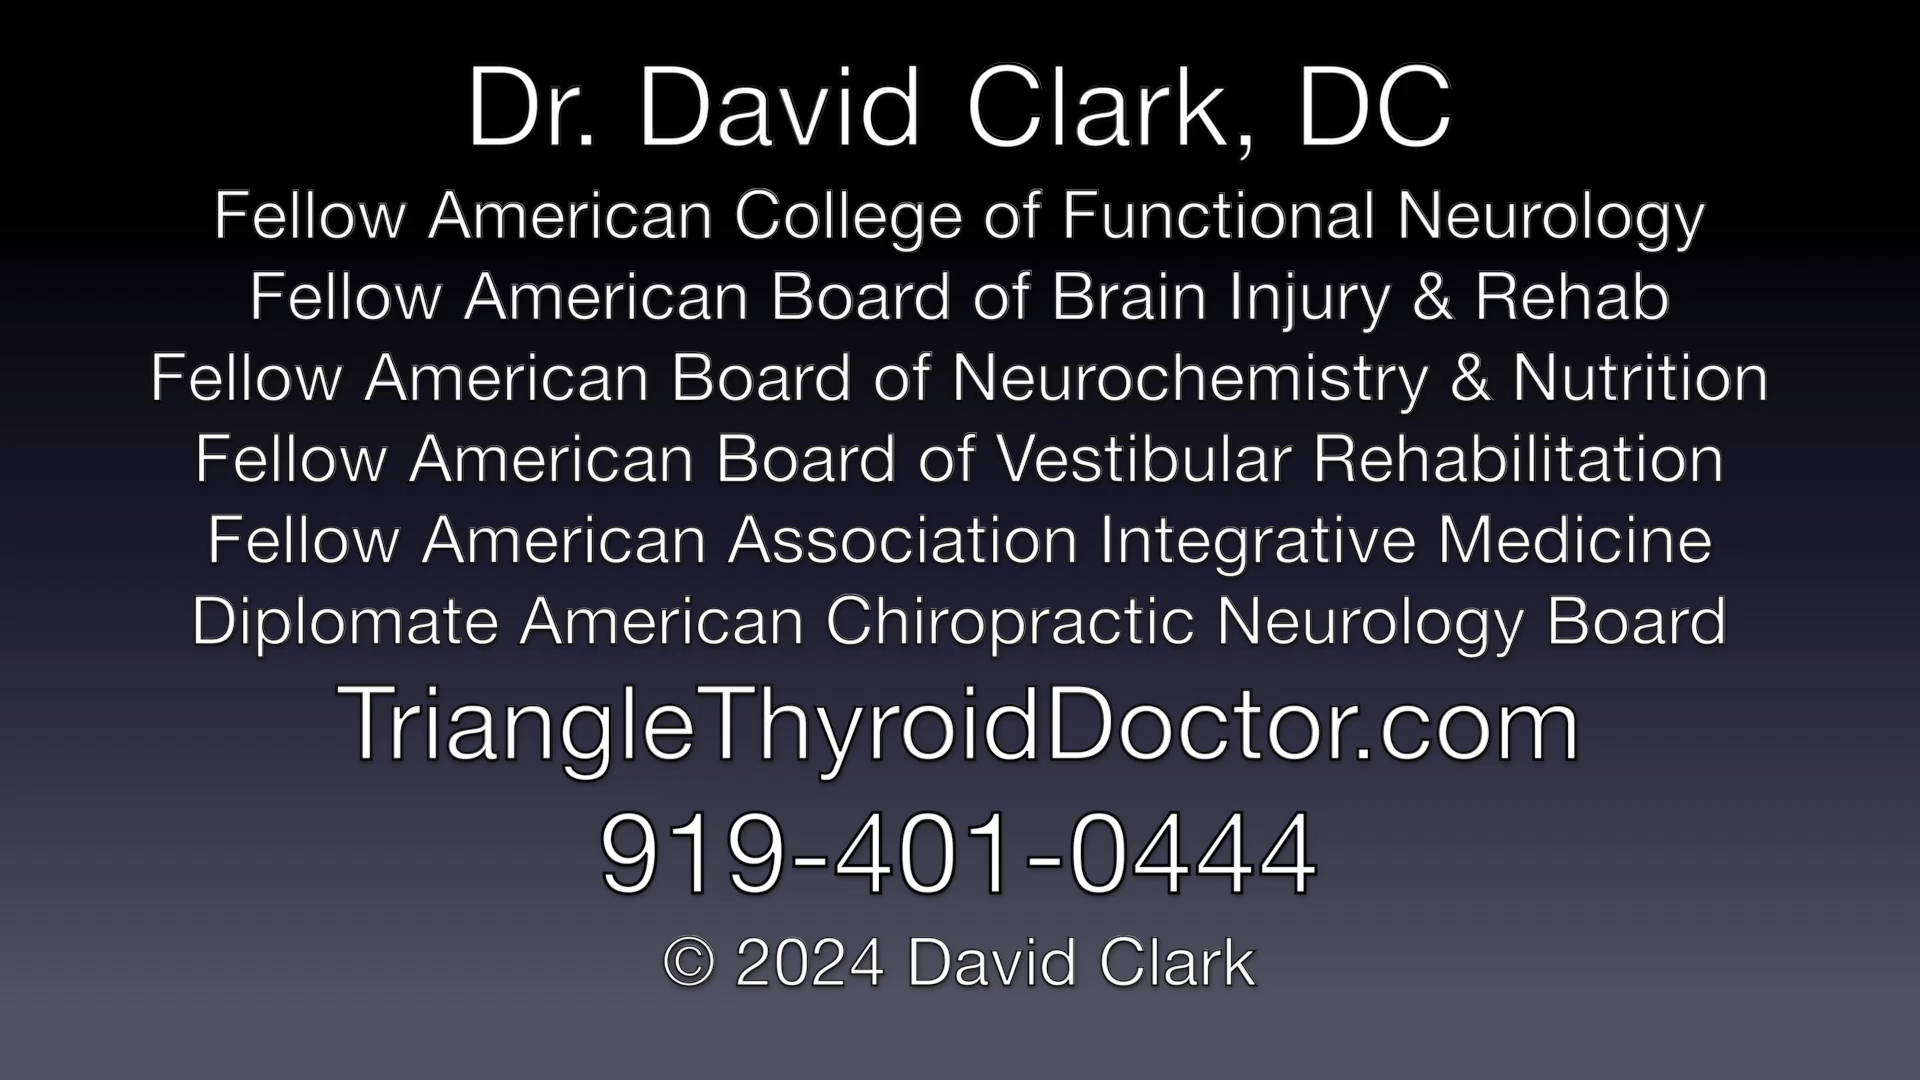 Dr. David Clark, DC
Fellow American College of Functional Neurology
Fellow American Board of Brain Injury & Rehab
Fellow American Board of Neurochemistry & Nutrition
Fellow American Board of Vestibular Rehabilitation
Fellow American Association Integrative Medicine
Diplomate American Chiropractic Neurology Board
TriangleThyroidDoctor.com
919-401-0444
© 2024 David Clark